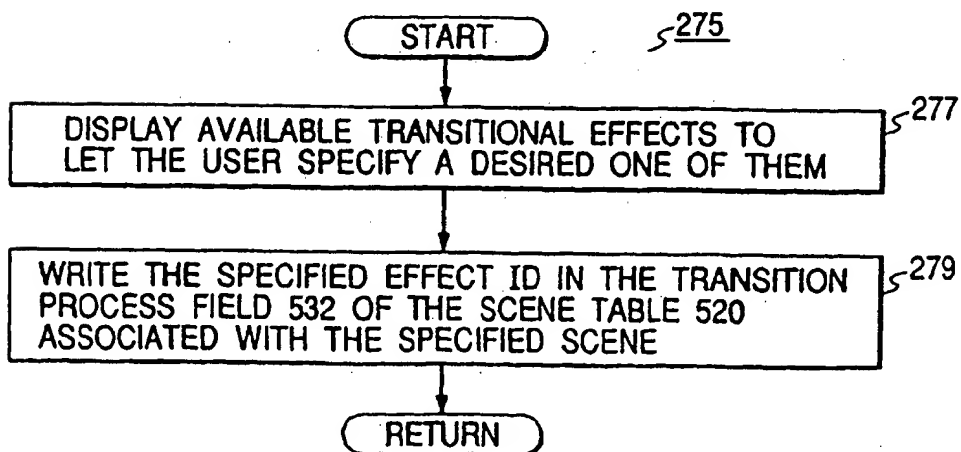 START
275
DISPLAY AVAILABLE TRANSITIONAL EFFECTS TO
LET THE USER SPECIFY A DESIRED ONE OF THEM
277
WRITE THE SPECIFIED EFFECT ID IN THE TRANSITION
PROCESS FIELD 532 OF THE SCENE TABLE 520
ASSOCIATED WITH THE SPECIFIED SCENE
279
RETURN